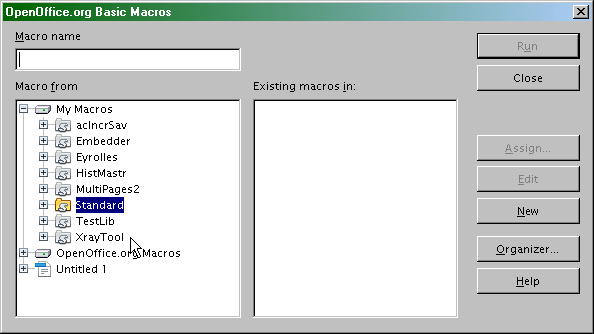 OpenOffice.org Basic Macros
Macro name
Run
Close
Macro from
Existing macros in:
My Macros
acIncrSav
Embedder
Eyrolles
HistMastr
MultiPages2
Standard
TestLib
XrayTool
OpenOffice.org Macros
Untitled 1
Assign...
Edit
New
Organizer...
Help